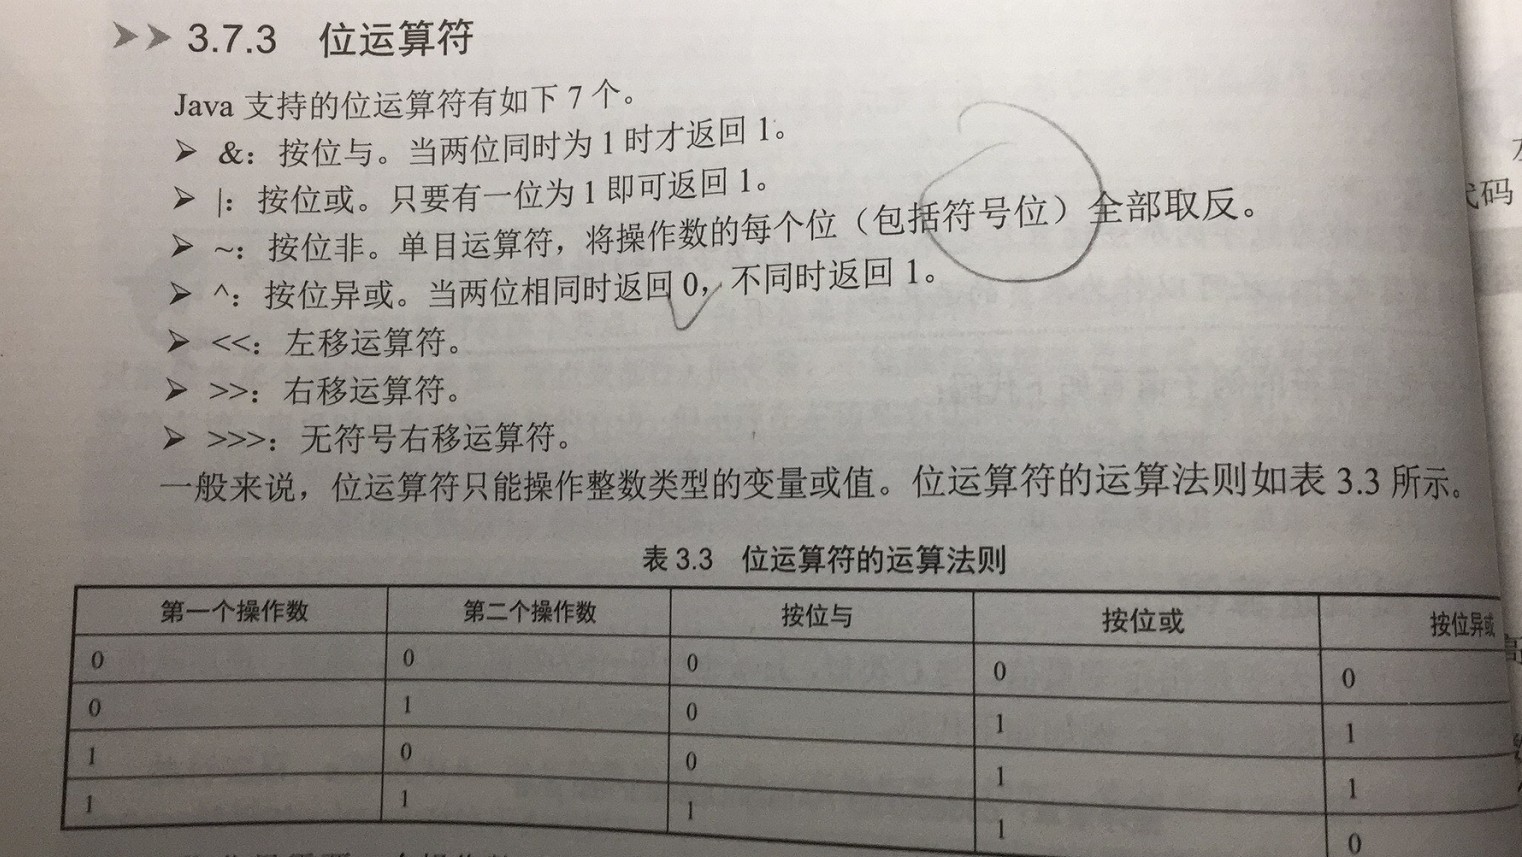 3.7.3 位运算符
Java 支持的位运算符有如下 7 个。
➢ &：按位与。当两位同时为 1 时才返回 1。
➢ |：按位或。只要有一位为 1 即可返回 1。
➢ ~：按位非。单目运算符，将操作数的每个位（包括符号位）全部取反。
➢ ^：按位异或。当两位相同时返回 0，不同时返回 1。
➢ <<：左移运算符。
➢ >>：右移运算符。
➢ >>>：无符号右移运算符。
一般来说，位运算符只能操作整数类型的变量或值。位运算符的运算法则如表 3.3 所示。
表 3.3 位运算符的运算法则
第一个操作数 第二个操作数 按位与 按位或 按位异或
0 0 0 0 0
0 1 0 1 1
1 0 0 1 1
1 1 1 1 0
代码